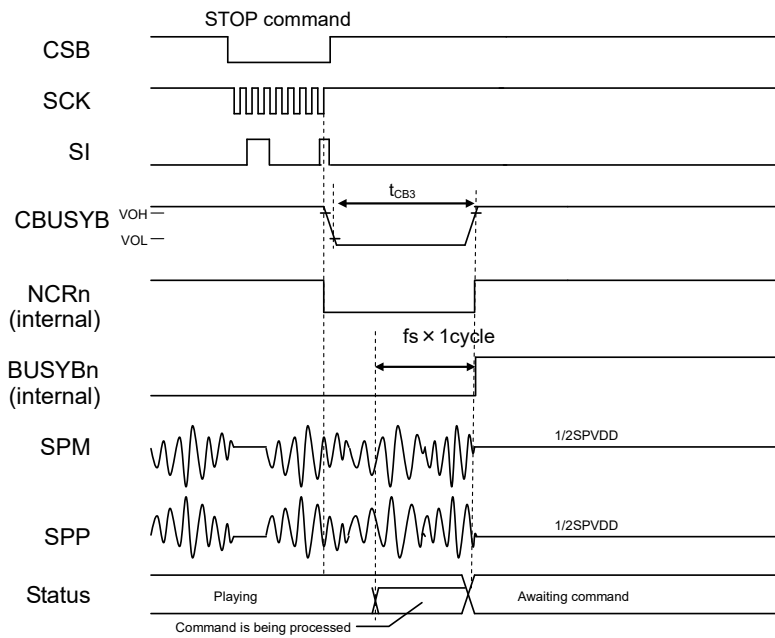 STOP command
CSB
SCK
SI
tCB3
CBUSYB
VOH
VOL
NCRn
(internal)
fs × 1cycle
BUSYBn
(internal)
SPM
1/2SPVDD
SPP
1/2SPVDD
Status
Playing
Awaiting command
Command is being processed